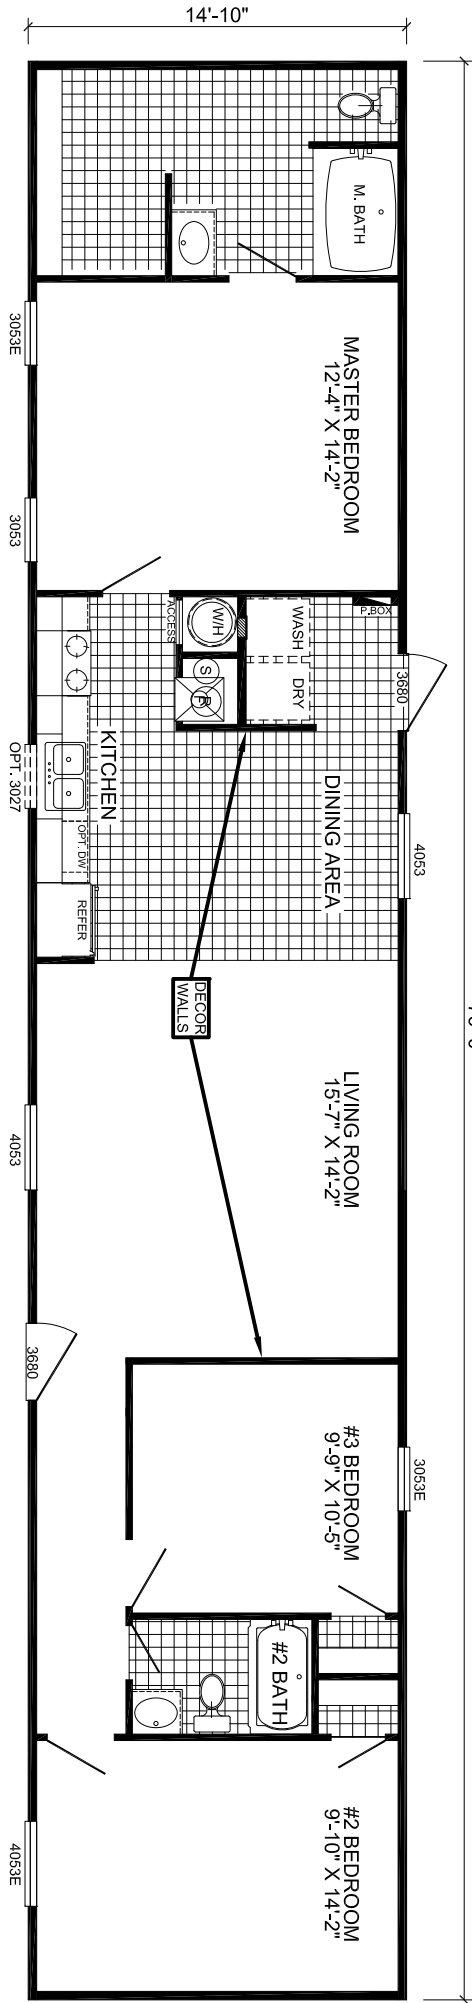 14'-10"
M. BATH
3053E
MASTER BEDROOM
12'-4" X 14'-2"
3053
P.BOX
ACCESS
W/H
WASH
S
DRY
3680
KITCHEN
OPT. 3027
OPT. DW
REFER
DINING AREA
4053
DECOR
WALLS
LIVING ROOM
15'-7" X 14'-2"
4053
3680
#3 BEDROOM
9'-9" X 10'-5"
3053E
#2 BATH
#2 BEDROOM
9'-10" X 14'-2"
4053E